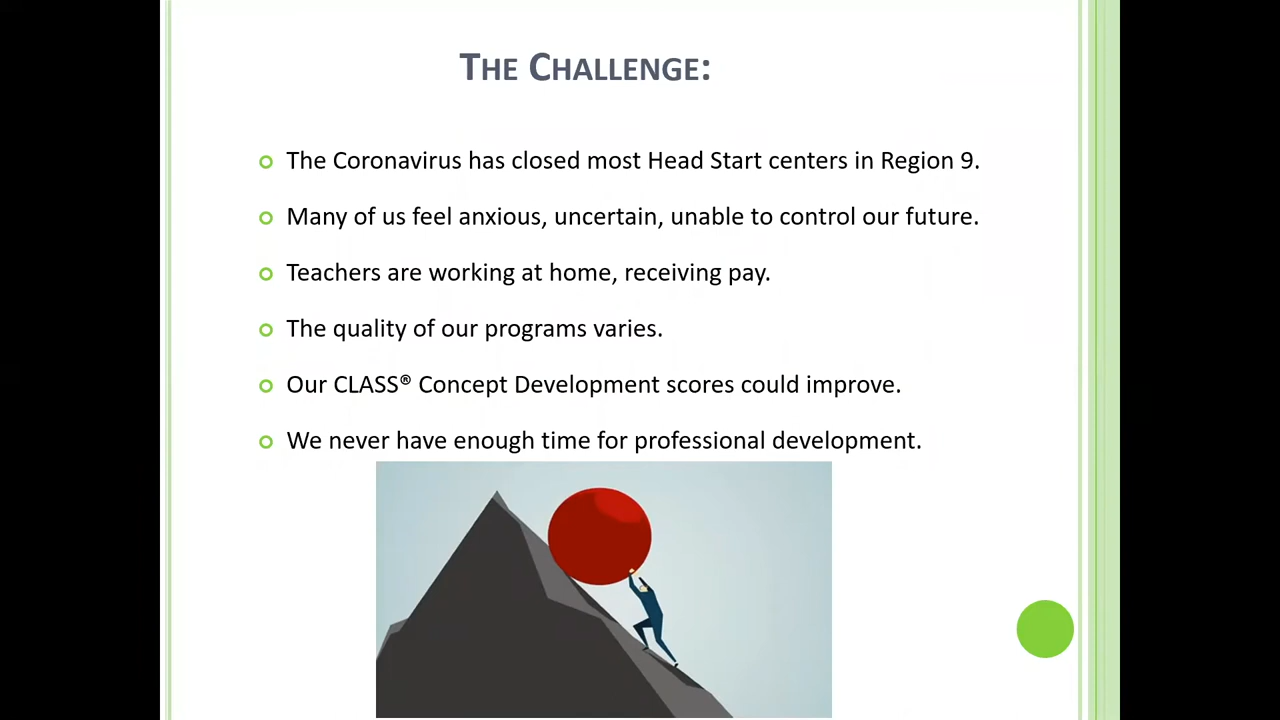 The Challenge:
The Coronavirus has closed most Head Start centers in Region 9.
Many of us feel anxious, uncertain, unable to control our future.
Teachers are working at home, receiving pay.
The quality of our programs varies.
Our CLASS® Concept Development scores could improve.
We never have enough time for professional development.